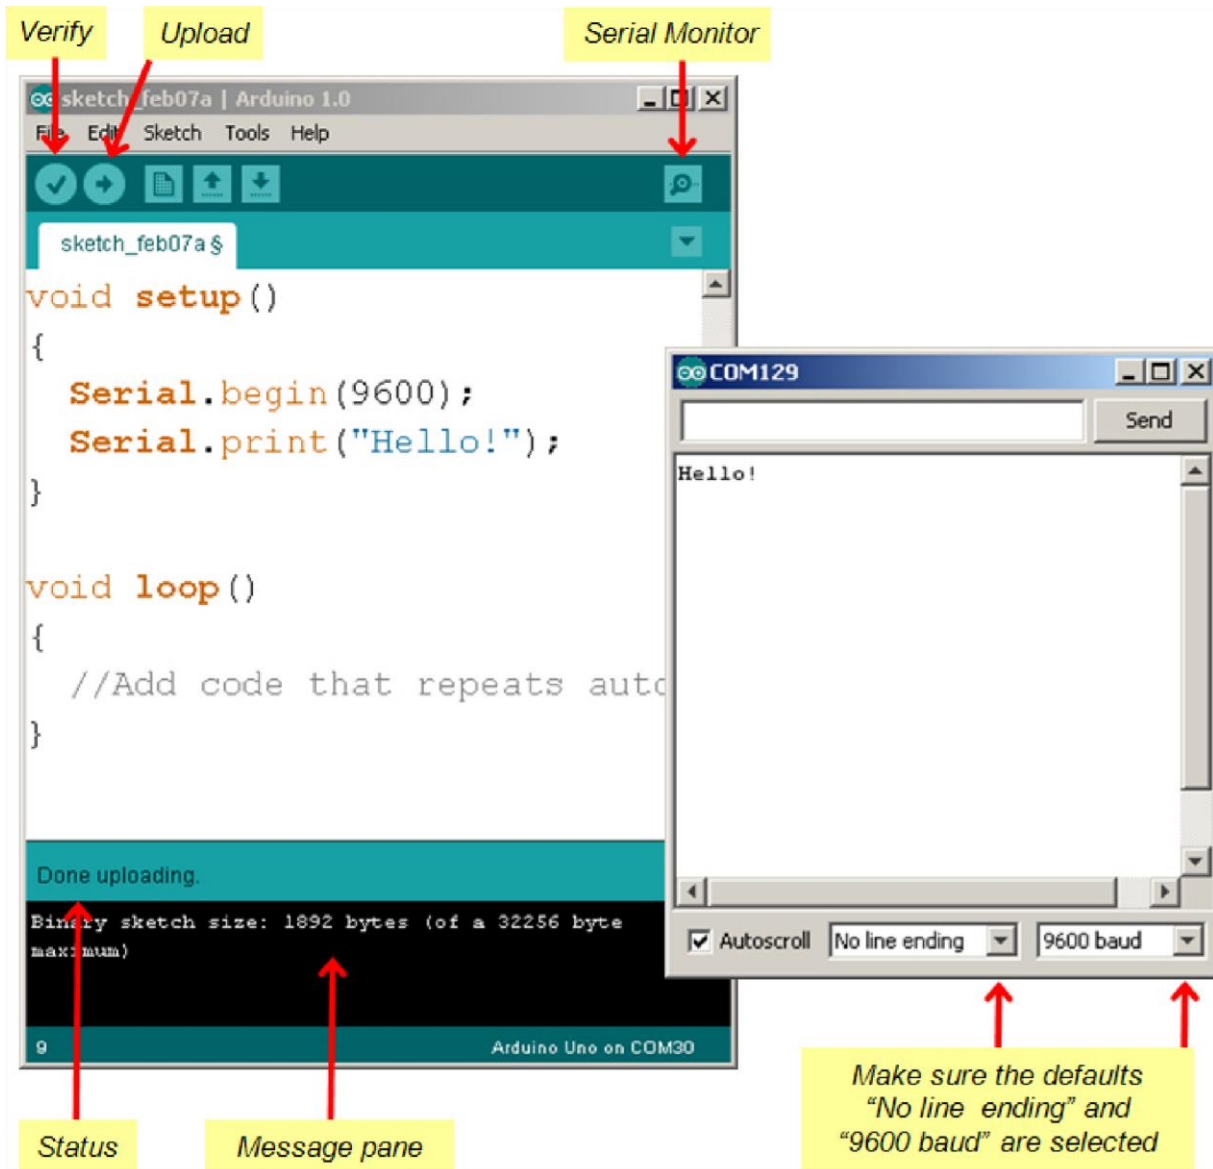 Verify
Upload
Serial Monitor
sketch_feb07a | Arduino 1.0
File Edit Sketch Tools Help
sketch_feb07a §
void setup()
{
Serial.begin(9600);
Serial.print("Hello!");
}
void loop()
{
//Add code that repeats auto
}
Done uploading.
Binary sketch size: 1892 bytes (of a 32256 byte
maximum)
9
Arduino Uno on COM30
COM129
Send
Hello!
Autoscroll
No line ending
9600 baud
Status
Message pane
Make sure the defaults
“No line ending” and
“9600 baud” are selected